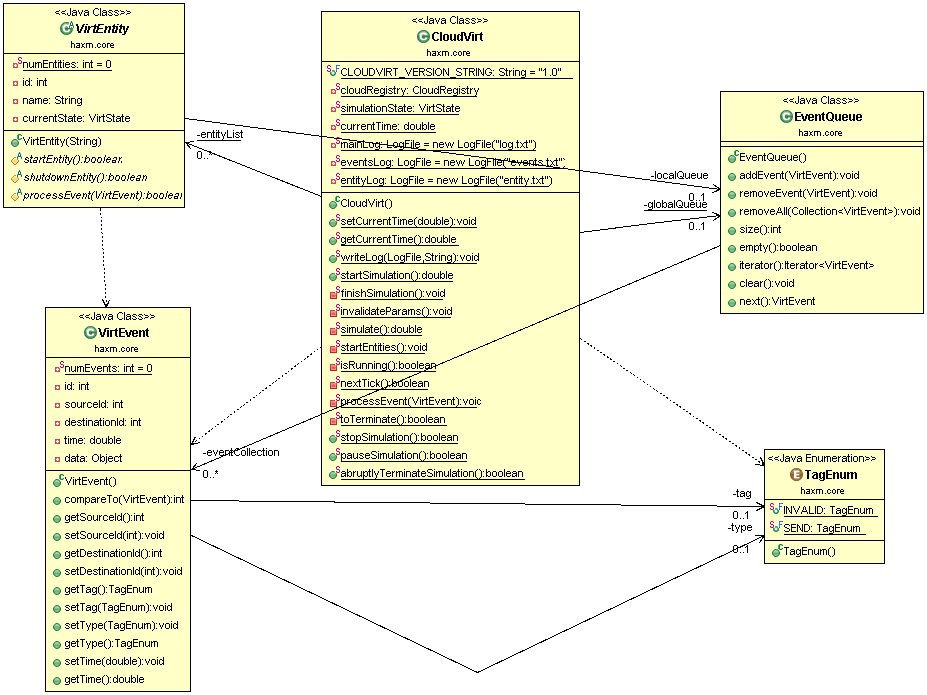 <<Java Class>>
VirtEntity
haxm.core
numEntities: int = 0
id: int
name: String
currentState: VirtState
VirtEntity(String)
startEntity():boolean
shutdownEntity():boolean
processEvent(VirtEvent):boolean
<<Java Class>>
CloudVirt
haxm.core
CLOUDVIRT_VERSION_STRING: String = "1.0"
cloudRegistry: CloudRegistry
simulationState: VirtState
currentTime: double
mainLog: LogFile = new LogFile("log.txt")
eventsLog: LogFile = new LogFile("events.txt")
entityLog: LogFile = new LogFile("entity.txt")
CloudVirt()
setCurrentTime(double):void
getCurrentTime():double
writeLog(LogFile,String):void
startSimulation():double
finishSimulation():void
invalidateParams():void
simulate():double
startEntities():void
isRunning():boolean
nextTick():boolean
processEvent(VirtEvent):voic
toTerminate():boolean
stopSimulation():boolean
pauseSimulation():boolean
abruptlyTerminateSimulation():boolean
<<Java Class>>
EventQueue
haxm.core
EventQueue()
addEvent(VirtEvent):void
removeEvent(VirtEvent):void
removeAll(Collection<VirtEvent>):void
size():int
empty():boolean
iterator():Iterator<VirtEvent>
clear():void
next():VirtEvent
-entityList
0..*
-localQueue
0..1
-globalQueue
0..1
<<Java Class>>
VirtEvent
haxm.core
numEvents: int = 0
id: int
sourceId: int
destinationId: int
time: double
data: Object
VirtEvent()
compareTo(VirtEvent):int
getSourceId():int
setSourceId(int):void
getDestinationId():int
setDestinationId(int):void
getTag():TagEnum
setTag(TagEnum):void
setType(TagEnum):void
getType():TagEnum
setTime(double):void
getTime():double
-eventCollection
0..*
-tag
0..1
-type
0..1
<<Java Enumeration>>
TagEnum
haxm.core
INVALID: TagEnum
SEND: TagEnum
TagEnum()